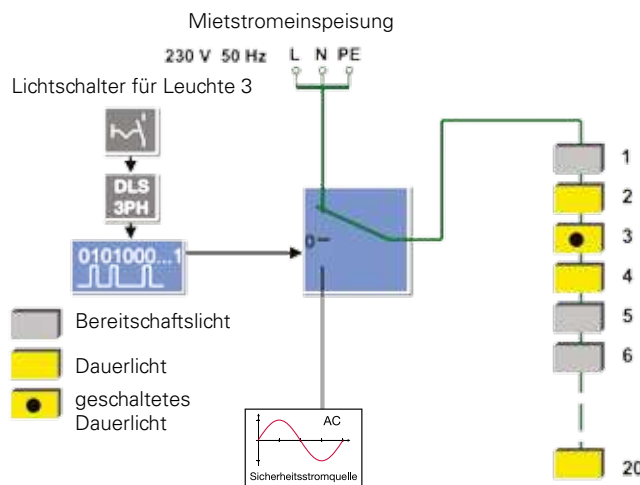 Mietstromeinspeisung
230 V 50 Hz L N PE
Lichtschalter für Leuchte 3
DLS
3PH
0101000...1
0
Bereitschaftslicht
Dauerlicht
geschaltetes
Dauerlicht
AC
Sicherheitsstromquelle
1
2
3
4
5
6
20